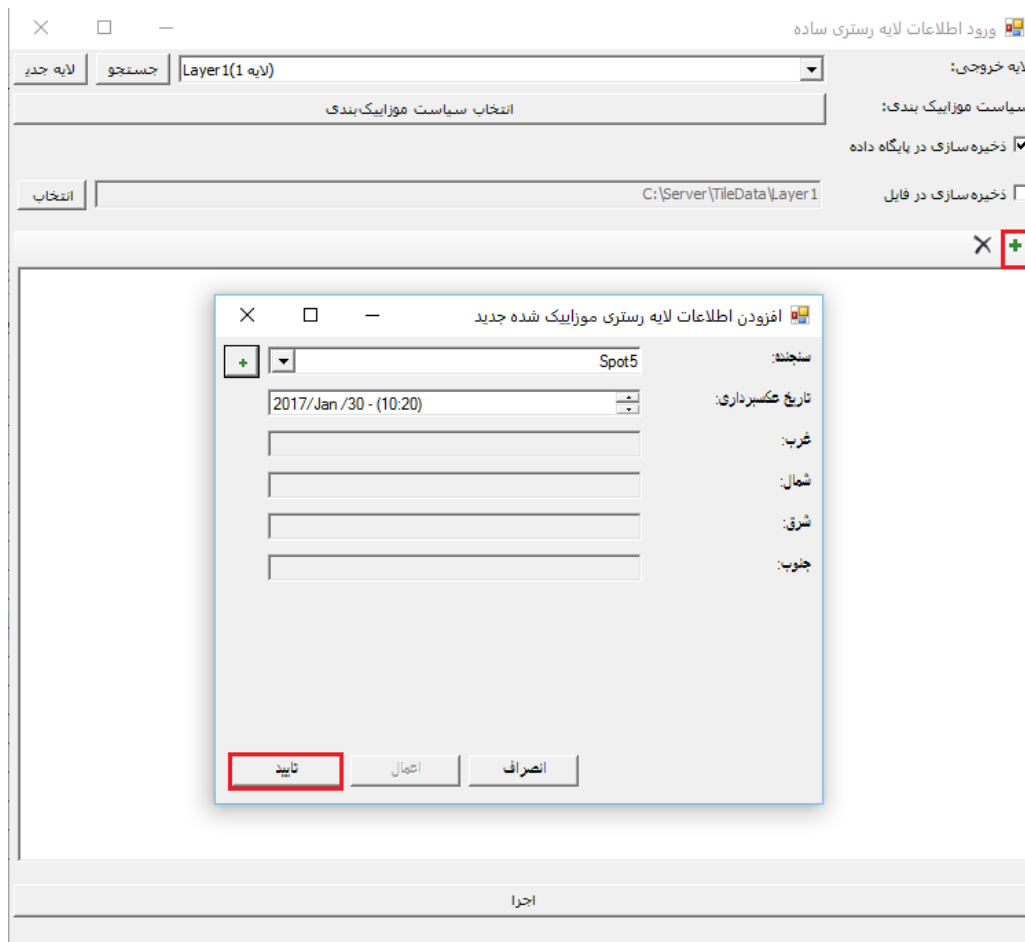 ورود اطلاعات لایه رستری ساده
لایه خروجی:
Layer1(لایه 1)
جستجو
لایه جدی
سیاست موزاییک بندی:
انتخاب سیاست موزاییک‌بندی
ذخیره‌سازی در پایگاه داده
ذخیره‌سازی در فایل
C:\Server\TileData\Layer1
انتخاب
افزودن اطلاعات لایه رستری موزاییک شده جدید
سنجنده:
Spot5
تاریخ عکسبرداری:
2017/Jan /30 - (10:20)
غرب:
شمال:
شرق:
جنوب:
انصراف
اعمال
تایید
اجرا